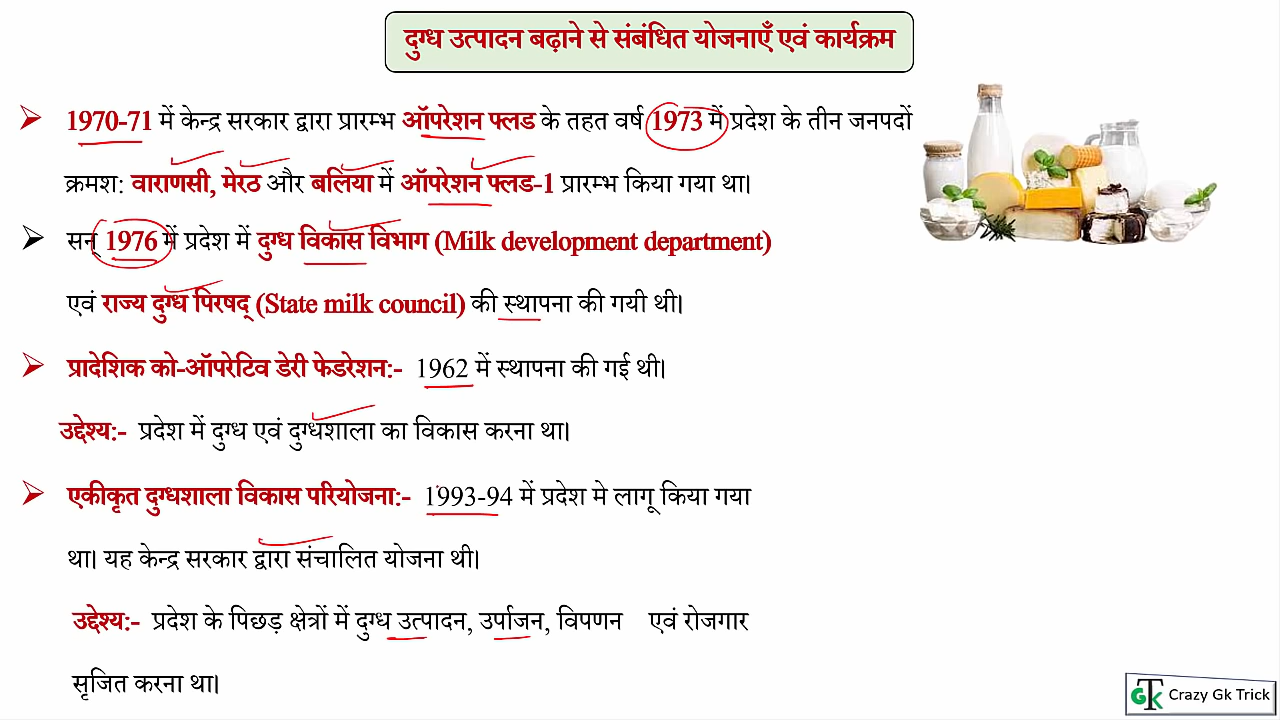 दुग्ध उत्पादन बढ़ाने से संबंधित योजनाएँ एवं कार्यक्रम
1970-71 में केन्द्र सरकार द्वारा प्रारम्भ ऑपरेशन फ्लड के तहत वर्ष 1973 में प्रदेश के तीन जनपदों
क्रमश: वाराणसी, मेरठ और बलिया में ऑपरेशन फ्लड-1 प्रारम्भ किया गया था।
सन् 1976 में प्रदेश में दुग्ध विकास विभाग (Milk development department)
एवं राज्य दुग्ध पिरषद् (State milk council) की स्थापना की गयी थी।
प्रादेशिक को-ऑपरेटिव डेरी फेडरेशन:- 1962 में स्थापना की गई थी।
उद्देश्य:- प्रदेश में दुग्ध एवं दुग्धशाला का विकास करना था।
एकीकृत दुग्धशाला विकास परियोजना:- 1993-94 में प्रदेश मे लागू किया गया
था। यह केन्द्र सरकार द्वारा संचालित योजना थी।
उद्देश्य:- प्रदेश के पिछड़ क्षेत्रों में दुग्ध उत्पादन, उर्पाजन, विपणन एवं रोजगार
सृजित करना था।
GTK Crazy Gk Trick